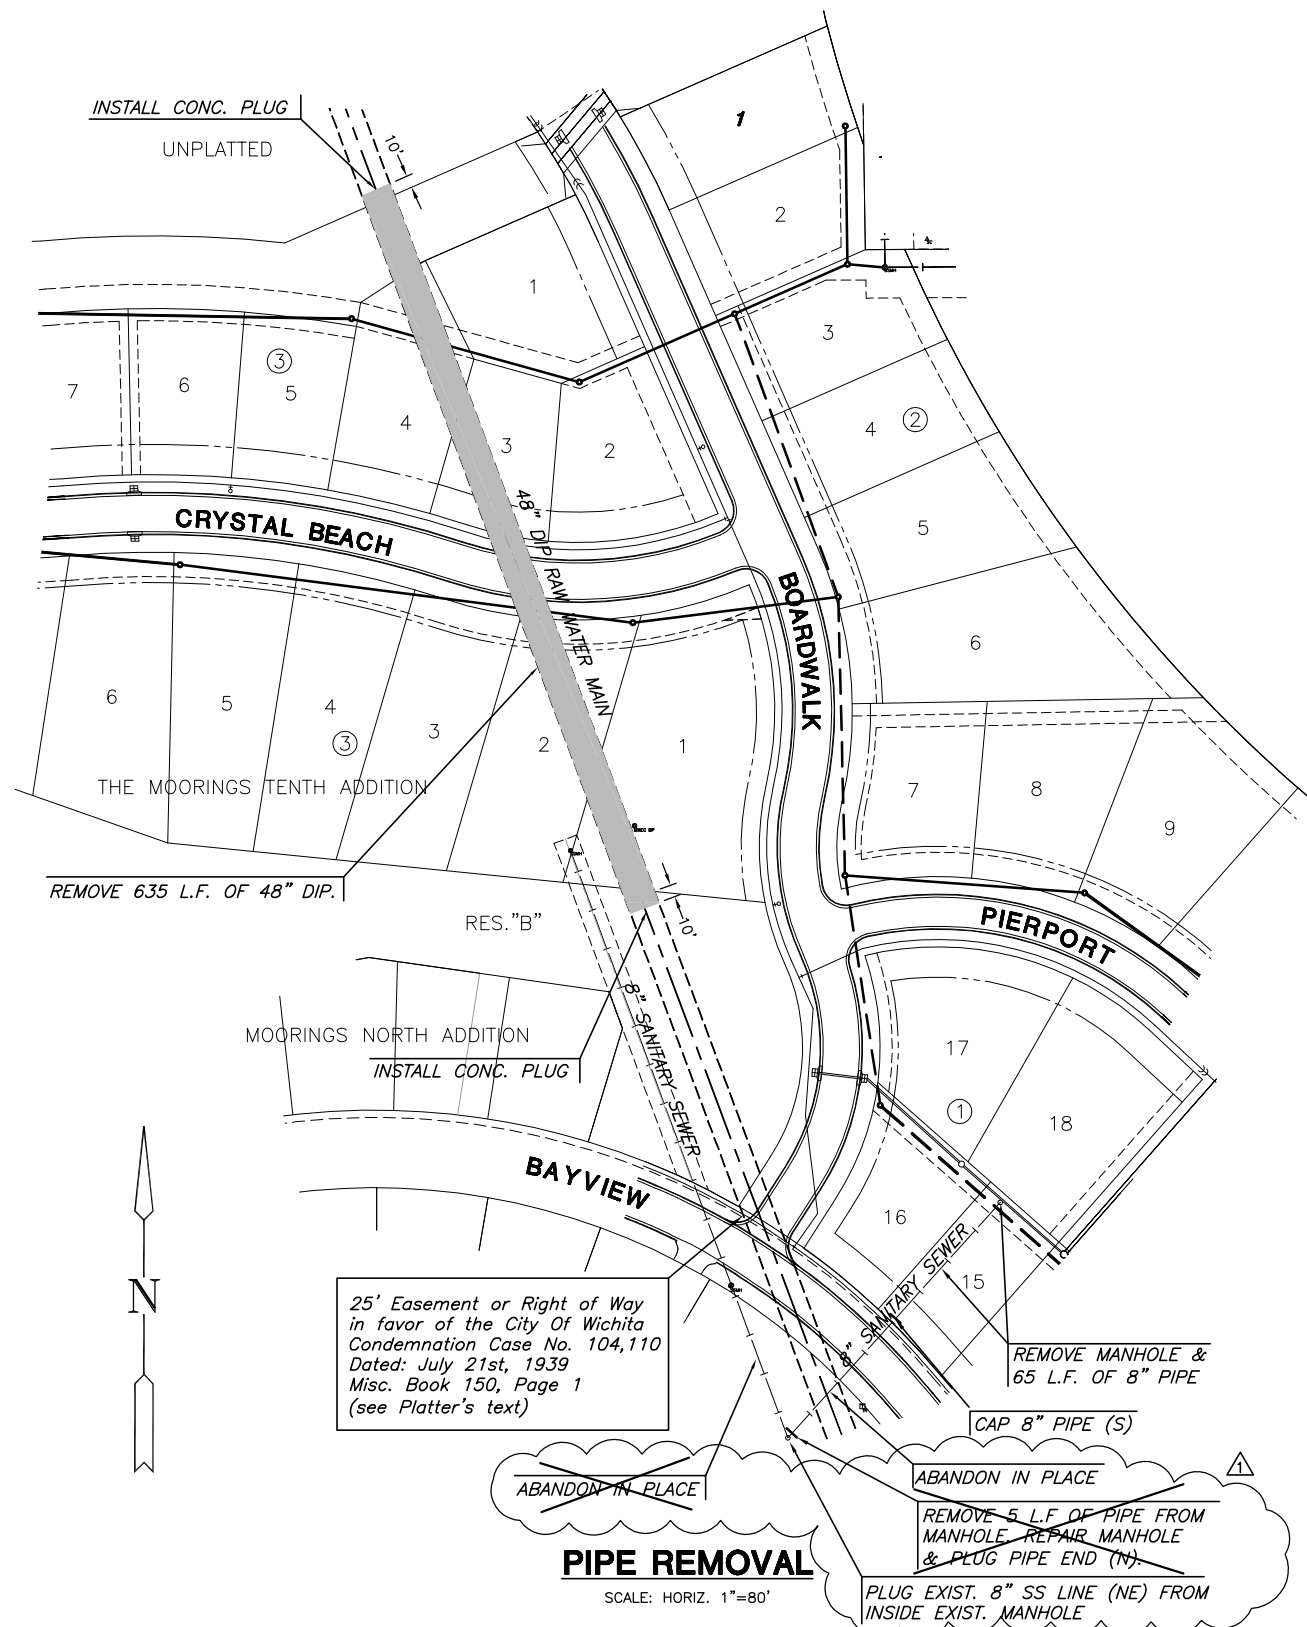 INSTALL CONC. PLUG
UNPLATTED
10'
1
2
1
3
3
7
6
5
4
3
2
4
2
5
48" DIP RAW WATER MAIN
CRYSTAL BEACH
BOARDWALK
6
6
5
4
3
3
2
1
7
8
9
THE MOORINGS TENTH ADDITION
REMOVE 635 L.F. OF 48" DIP.
RES."B"
10'
PIERPORT
8" SANITARY SEWER
MOORINGS NORTH ADDITION
INSTALL CONC. PLUG
17
1
18
BAYVIEW
16
15
8" SANITARY SEWER
N
25' Easement or Right of Way
in favor of the City Of Wichita
Condemnation Case No. 104,110
Dated: July 21st, 1939
Misc. Book 150, Page 1
(see Platter's text)
REMOVE MANHOLE &
65 L.F. OF 8" PIPE
CAP 8" PIPE (S)
ABANDON IN PLACE
ABANDON IN PLACE
1
REMOVE 5 L.F OF PIPE FROM
MANHOLE. REPAIR MANHOLE
& PLUG PIPE END (N).
PIPE REMOVAL
SCALE: HORIZ. 1"=80'
PLUG EXIST. 8" SS LINE (NE) FROM
INSIDE EXIST. MANHOLE